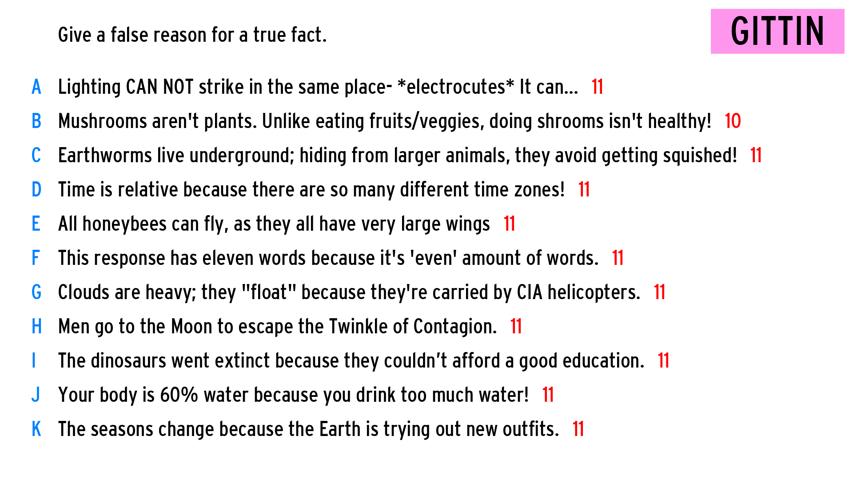 Give a false reason for a true fact.
GITTIN
A Lighting CAN NOT strike in the same place- *electrocutes* It can... 11
B Mushrooms aren't plants. Unlike eating fruits/veggies, doing shrooms isn't healthy! 10
C Earthworms live underground; hiding from larger animals, they avoid getting squished! 11
D Time is relative because there are so many different time zones! 11
E All honeybees can fly, as they all have very large wings 11
F This response has eleven words because it's 'even' amount of words. 11
G Clouds are heavy; they "float" because they're carried by CIA helicopters. 11
H Men go to the Moon to escape the Twinkle of Contagion. 11
I The dinosaurs went extinct because they couldn’t afford a good education. 11
J Your body is 60% water because you drink too much water! 11
K The seasons change because the Earth is trying out new outfits. 11